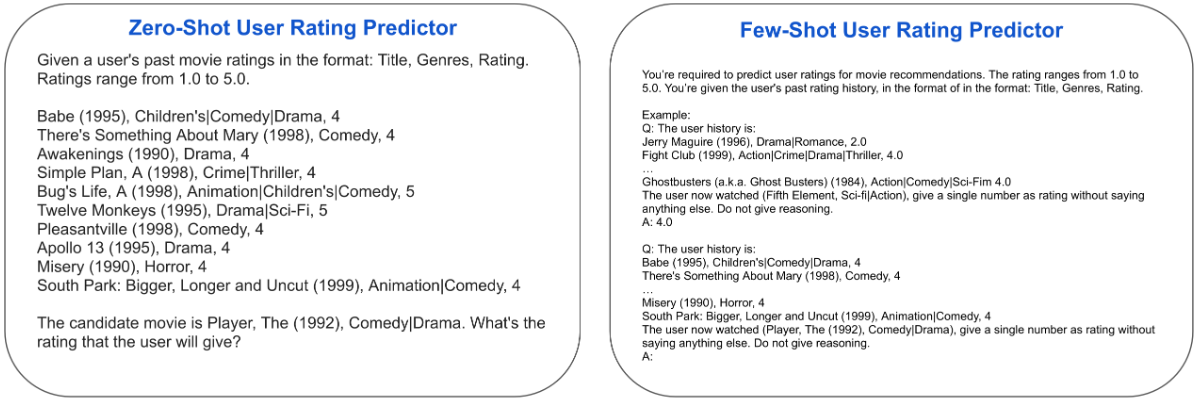 Zero-Shot User Rating Predictor
Given a user's past movie ratings in the format: Title, Genres, Rating.
Ratings range from 1.0 to 5.0.
Babe (1995), Children's|Comedy|Drama, 4
There's Something About Mary (1998), Comedy, 4
Awakenings (1990), Drama, 4
Simple Plan, A (1998), Crime|Thriller, 4
Bug's Life, A (1998), Animation|Children's|Comedy, 5
Twelve Monkeys (1995), Drama|Sci-Fi, 5
Pleasantville (1998), Comedy, 4
Apollo 13 (1995), Drama, 4
Misery (1990), Horror, 4
South Park: Bigger, Longer and Uncut (1999), Animation|Comedy, 4
The candidate movie is Player, The (1992), Comedy|Drama. What's the
rating that the user will give?
Few-Shot User Rating Predictor
You're required to predict user ratings for movie recommendations. The rating ranges from 1.0 to
5.0. You're given the user's past rating history, in the format of in the format: Title, Genres, Rating.
Example:
Q: The user history is:
Jerry Maguire (1996), Drama|Romance, 2.0
Fight Club (1999), Action|Crime|Drama|Thriller, 4.0
...
Ghostbusters (a.k.a. Ghost Busters) (1984), Action|Comedy|Sci-Fim 4.0
The user now watched (Fifth Element, Sci-fi|Action), give a single number as rating without saying
anything else. Do not give reasoning.
A: 4.0
Q: The user history is:
Babe (1995), Children's|Comedy|Drama, 4
There's Something About Mary (1998), Comedy, 4
...
Misery (1990), Horror, 4
South Park: Bigger, Longer and Uncut (1999), Animation|Comedy, 4
The user now watched (Player, The (1992), Comedy|Drama), give a single number as rating without
saying anything else. Do not give reasoning.
A: